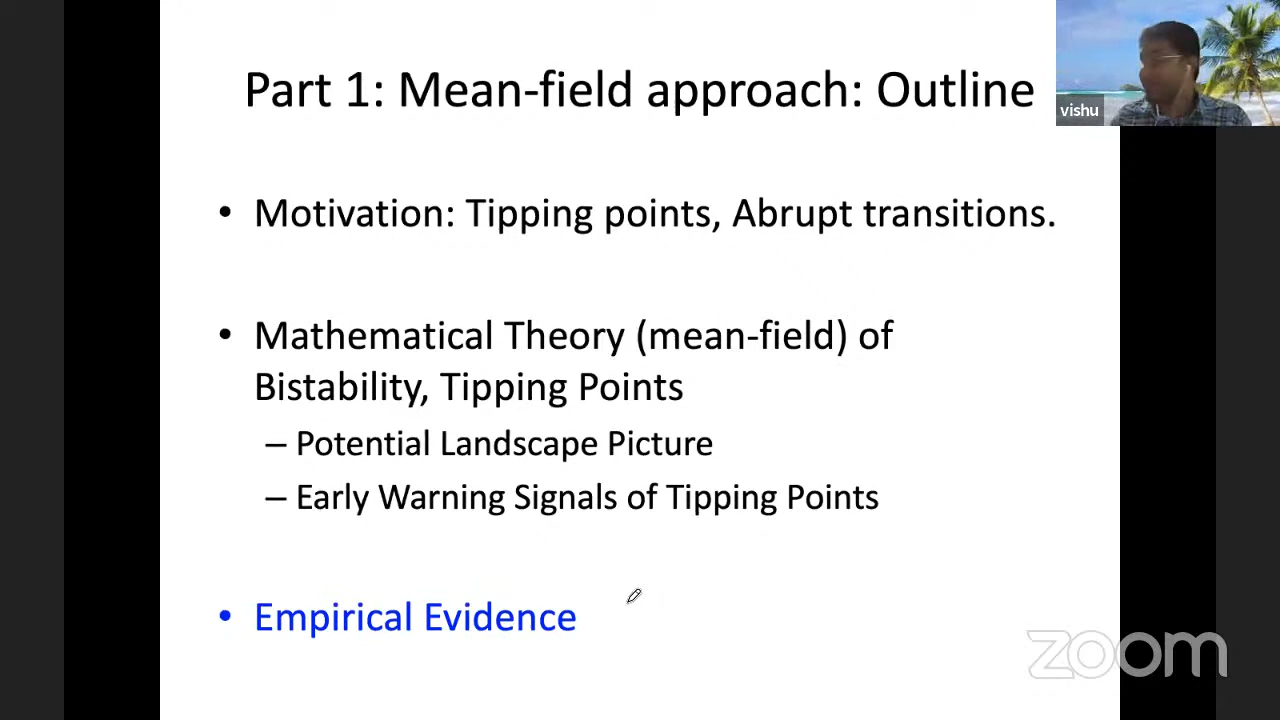 Part 1: Mean-field approach: Outline
vishu
• Motivation: Tipping points, Abrupt transitions.
• Mathematical Theory (mean-field) of
Bistability, Tipping Points
– Potential Landscape Picture
– Early Warning Signals of Tipping Points
• Empirical Evidence
zoom